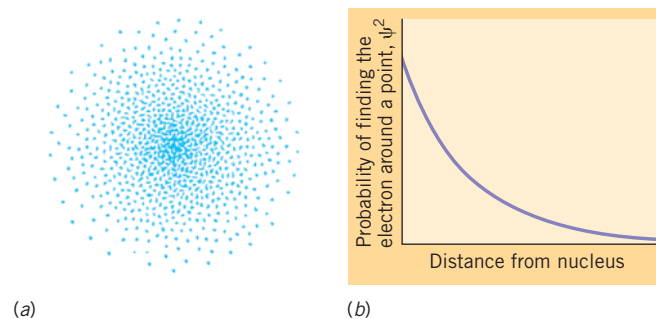 Probability of finding the
electron around a point, ψ²
Distance from nucleus
(a)
(b)